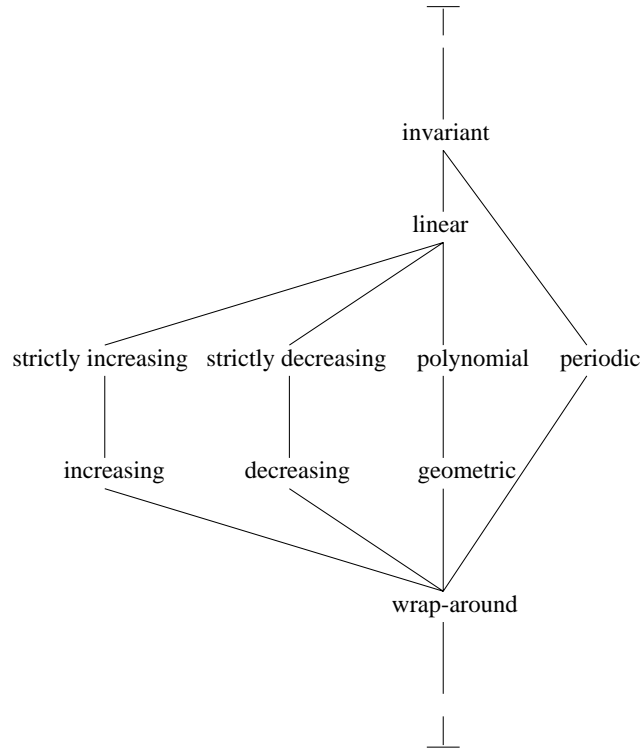 ⊤
invariant
linear
strictly increasing strictly decreasing polynomial periodic
increasing decreasing geometric
wrap-around
⊥